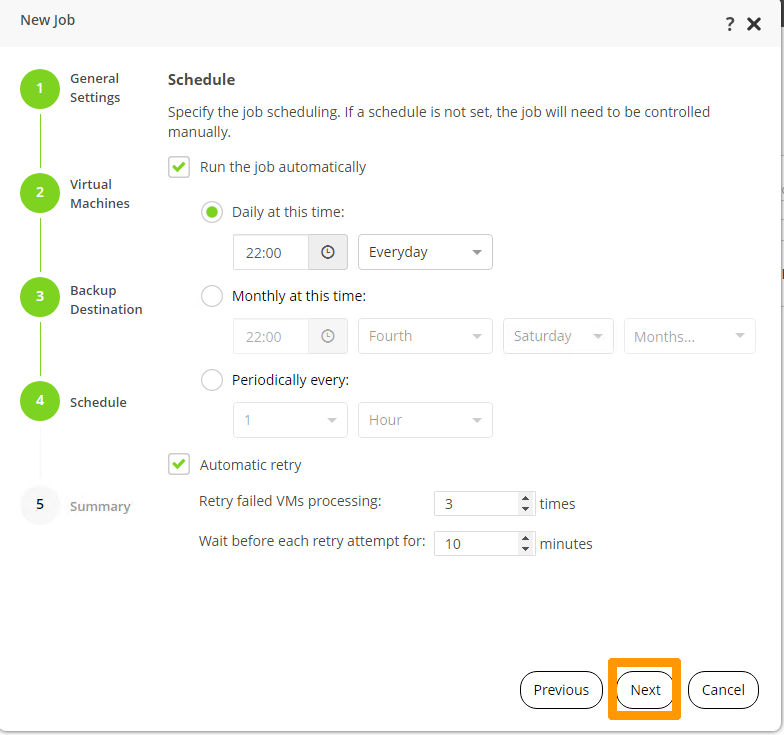 New Job
?
1 General Settings
2 Virtual Machines
3 Backup Destination
4 Schedule
5 Summary
Schedule
Specify the job scheduling. If a schedule is not set, the job will need to be controlled
manually.
Run the job automatically
Daily at this time:
22:00 Everyday
Monthly at this time:
22:00 Fourth Saturday Months...
Periodically every:
1 Hour
Automatic retry
Retry failed VMs processing: 3 times
Wait before each retry attempt for: 10 minutes
Previous Next Cancel